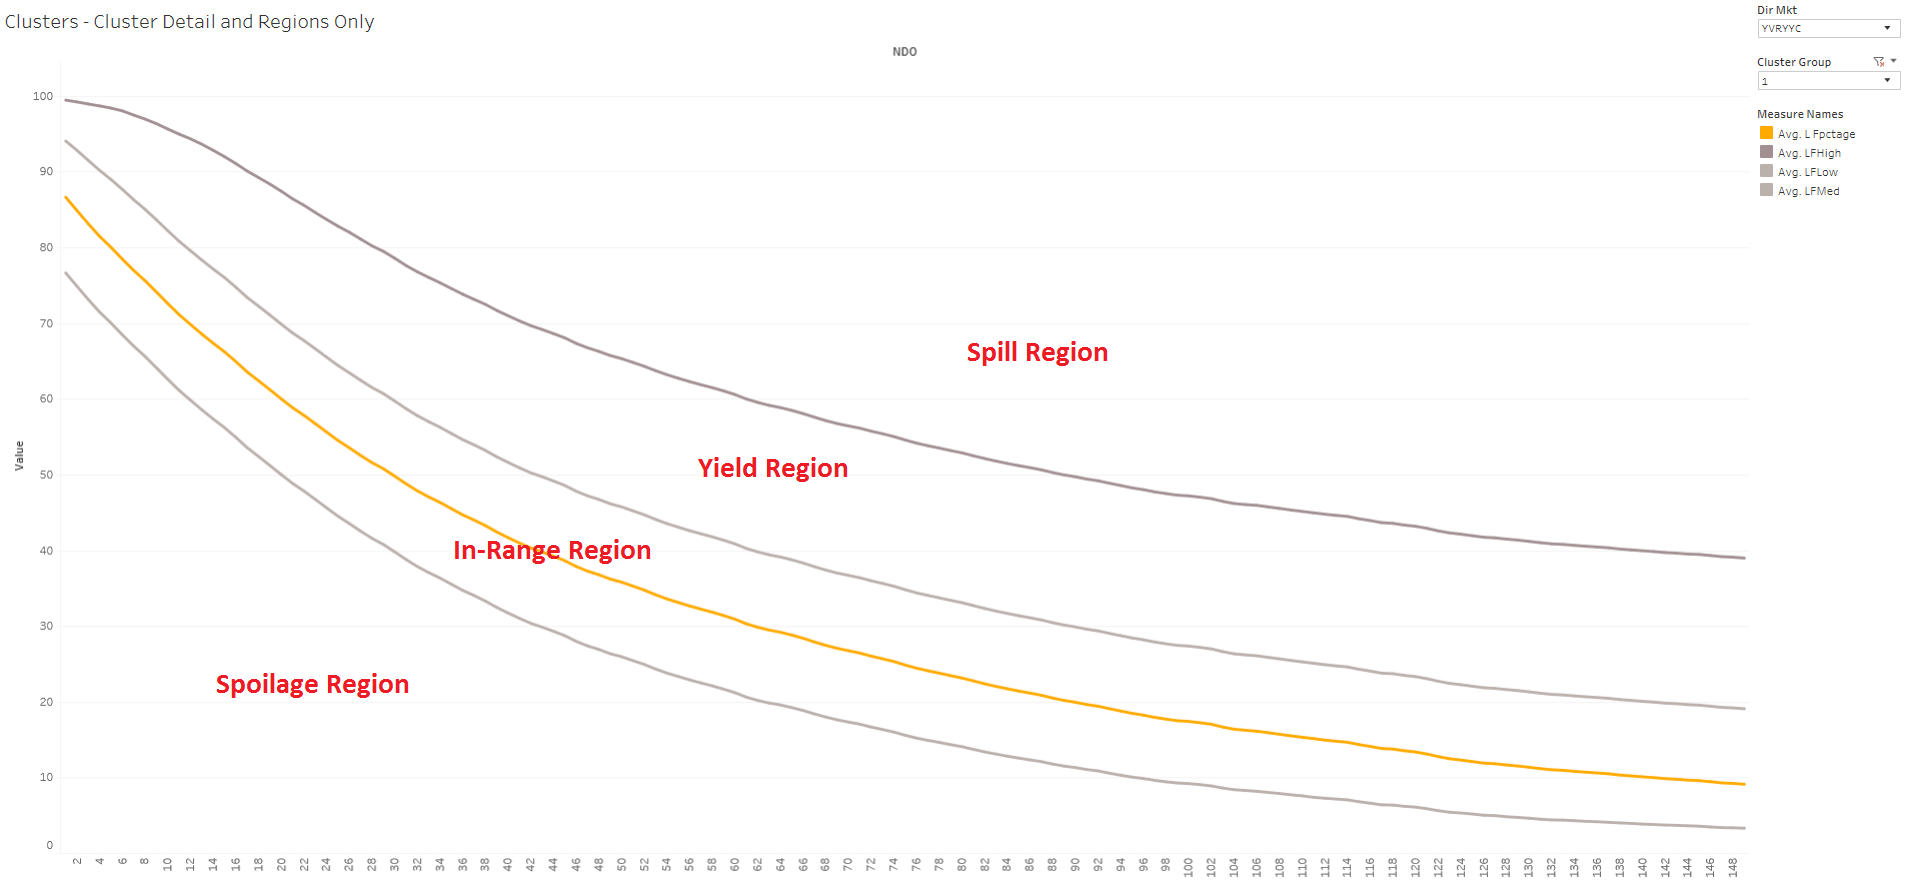 Clusters - Cluster Detail and Regions Only
NDO
Dir Mkt
YVRYYC
Cluster Group
1
Measure Names
Avg. L Fpctage
Avg. LFHigh
Avg. LFLow
Avg. LFMed
Value
100
90
80
70
60
50
40
30
20
10
0
Spill Region
Yield Region
In-Range Region
Spoilage Region
2 4 6 8 10 12 14 16 18 20 22 24 26 28 30 32 34 36 38 40 42 44 46 48 50 52 54 56 58 60 62 64 66 68 70 72 74 76 78 80 82 84 86 88 90 92 94 96 98 100 102 104 106 108 110 112 114 116 118 120 122 124 126 128 130 132 134 136 138 140 142 144 146 148